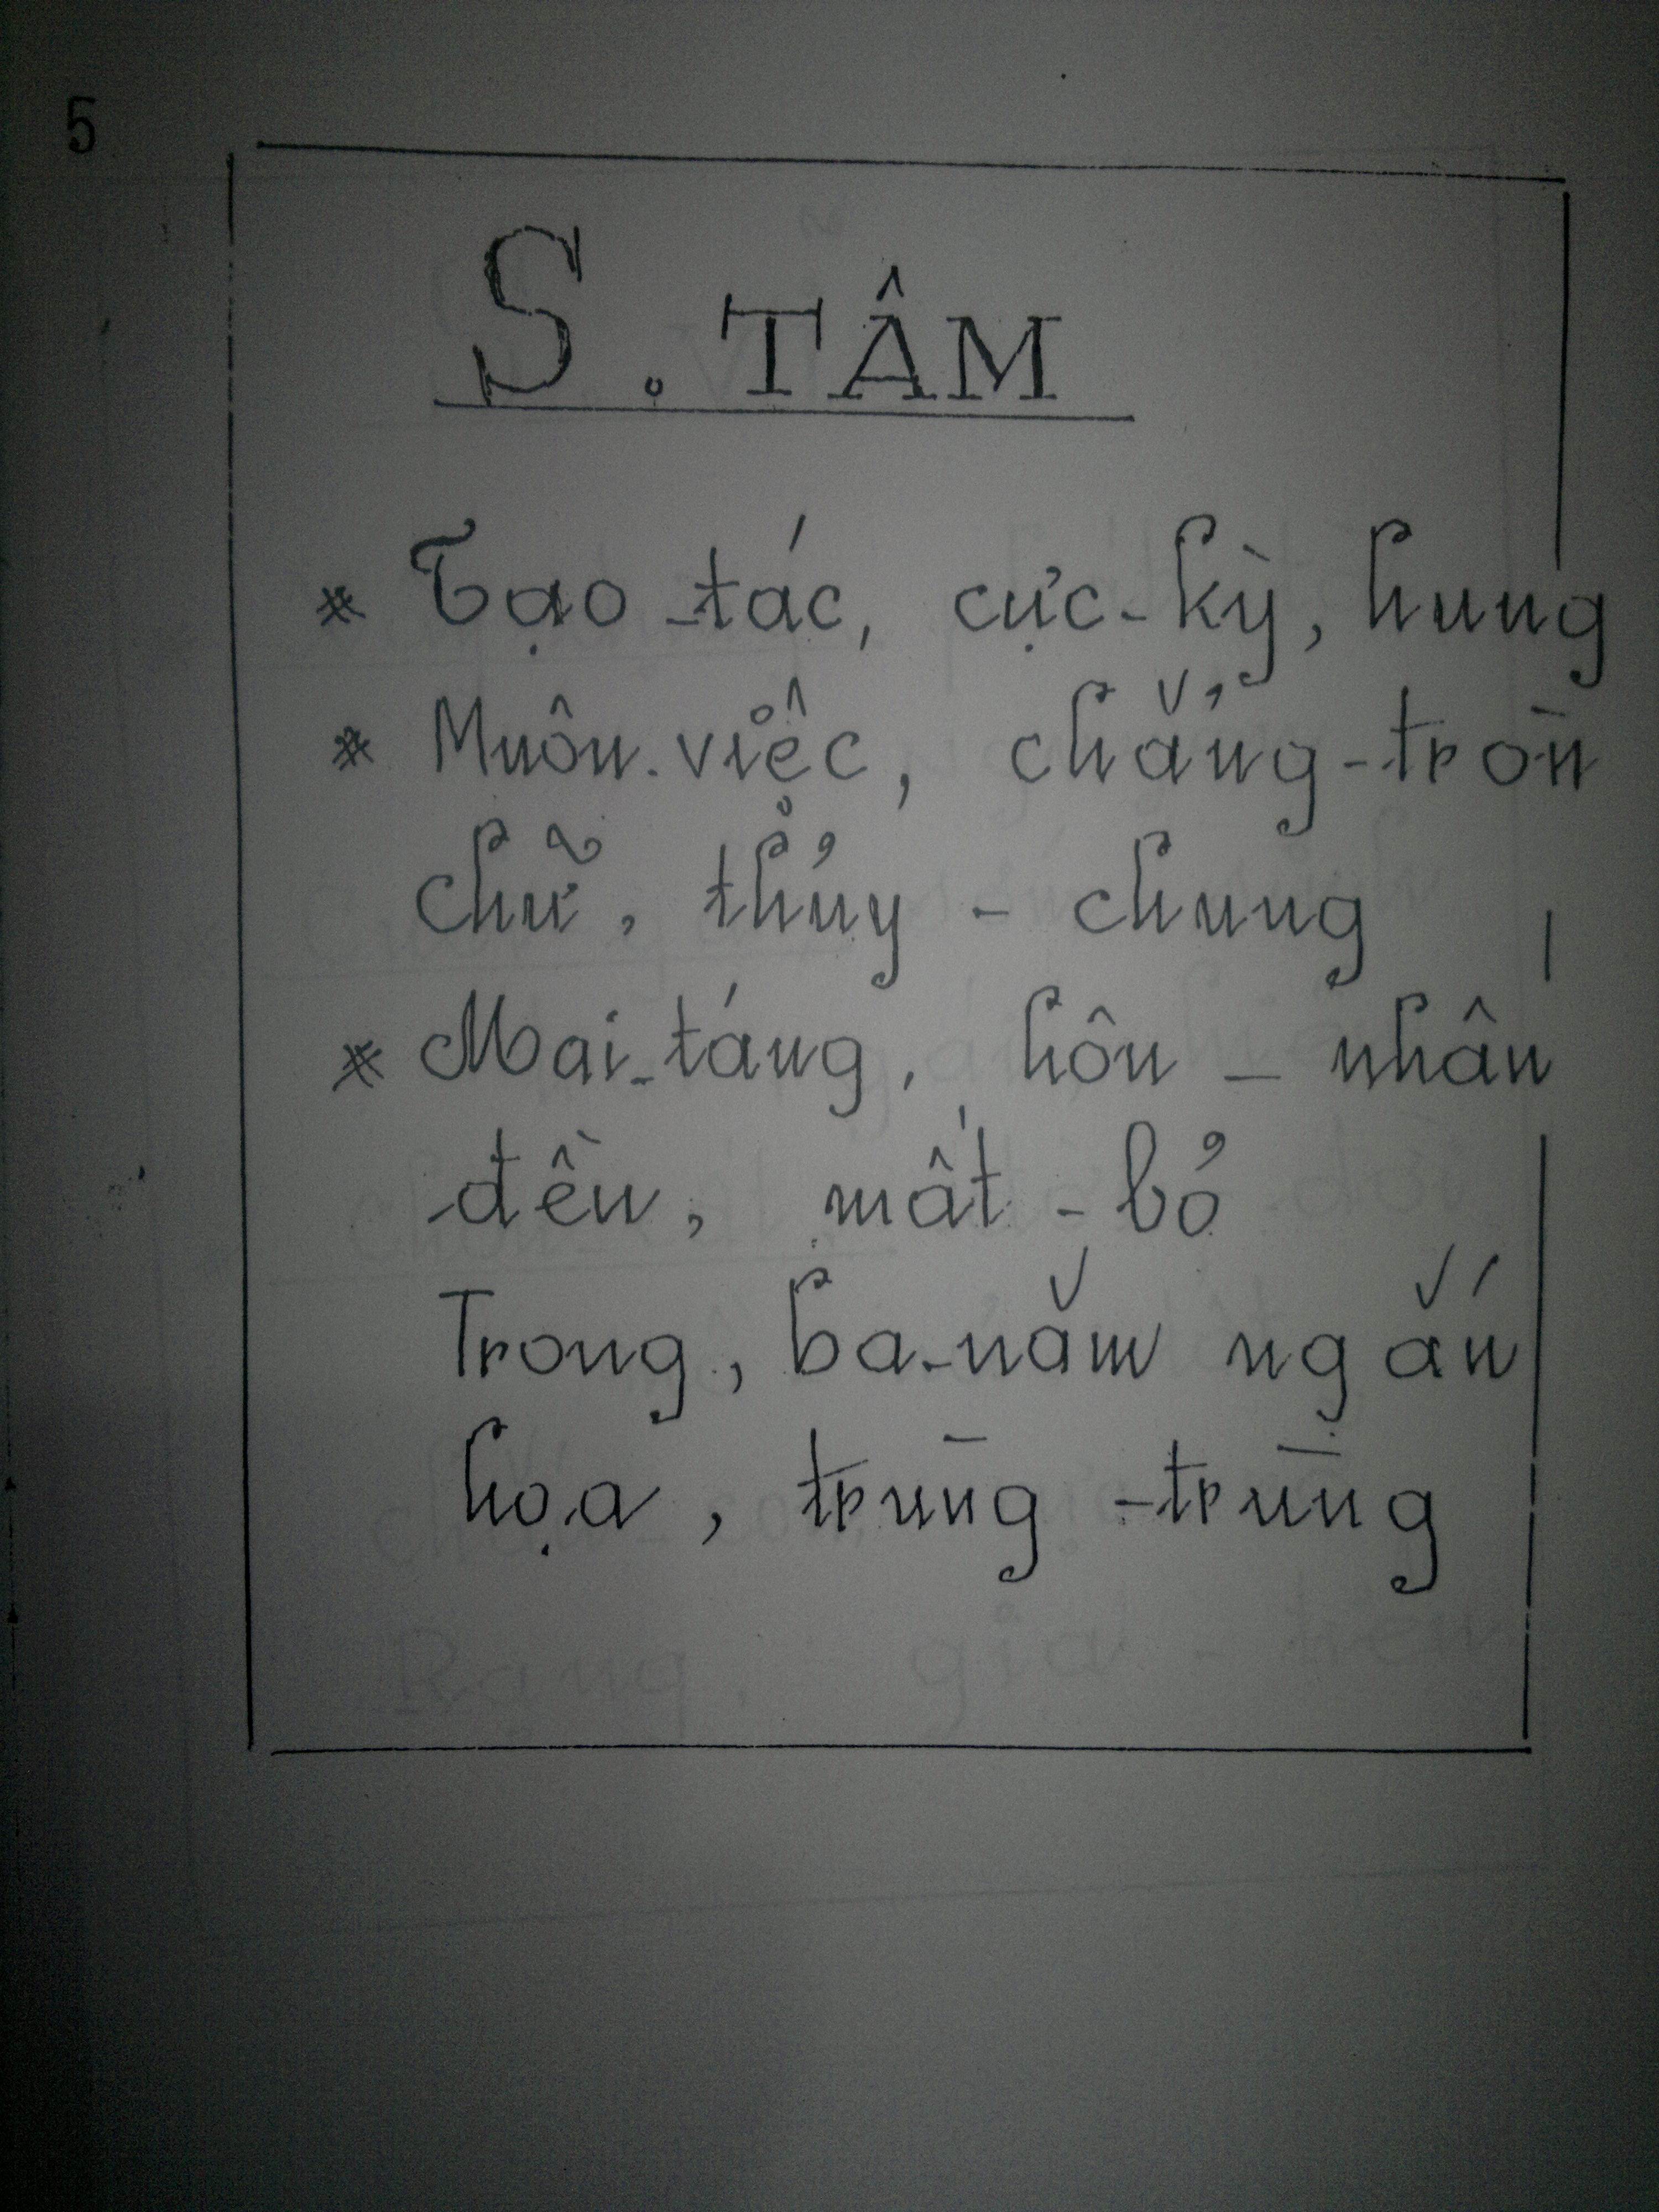 5
S. TÂM
* Tạo-tác, cực-kỳ, hung
* Muôn-việc, chẳng-tròn
chữ, thủy - chung
* Mai-táng, hôn - nhân
đều, mất - bỏ
Trong, ba-năm ngắn
họa, trùng - trùng